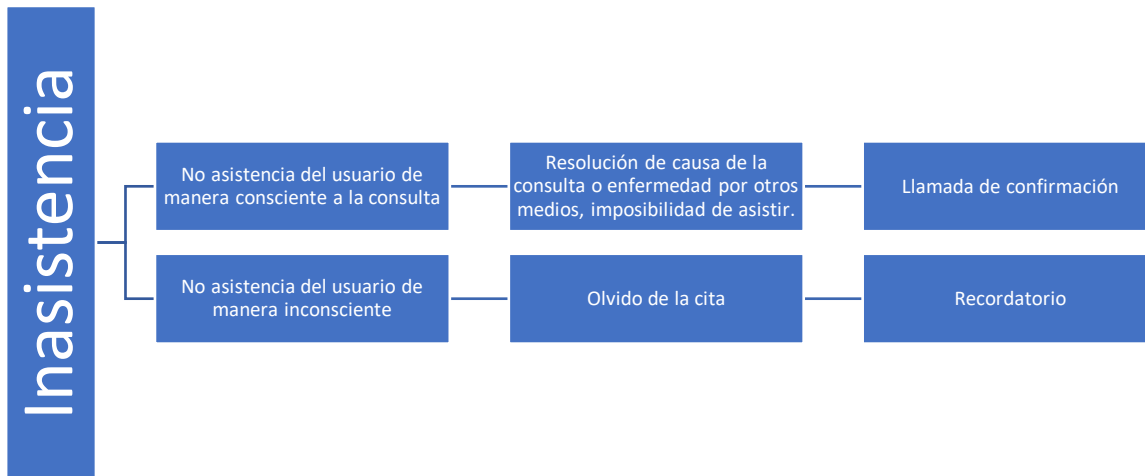 Inasistencia
No asistencia del usuario de
manera consciente a la consulta
Resolución de causa de la
consulta o enfermedad por otros
medios, imposibilidad de asistir.
Llamada de confirmación
No asistencia del usuario de
manera inconsciente
Olvido de la cita
Recordatorio